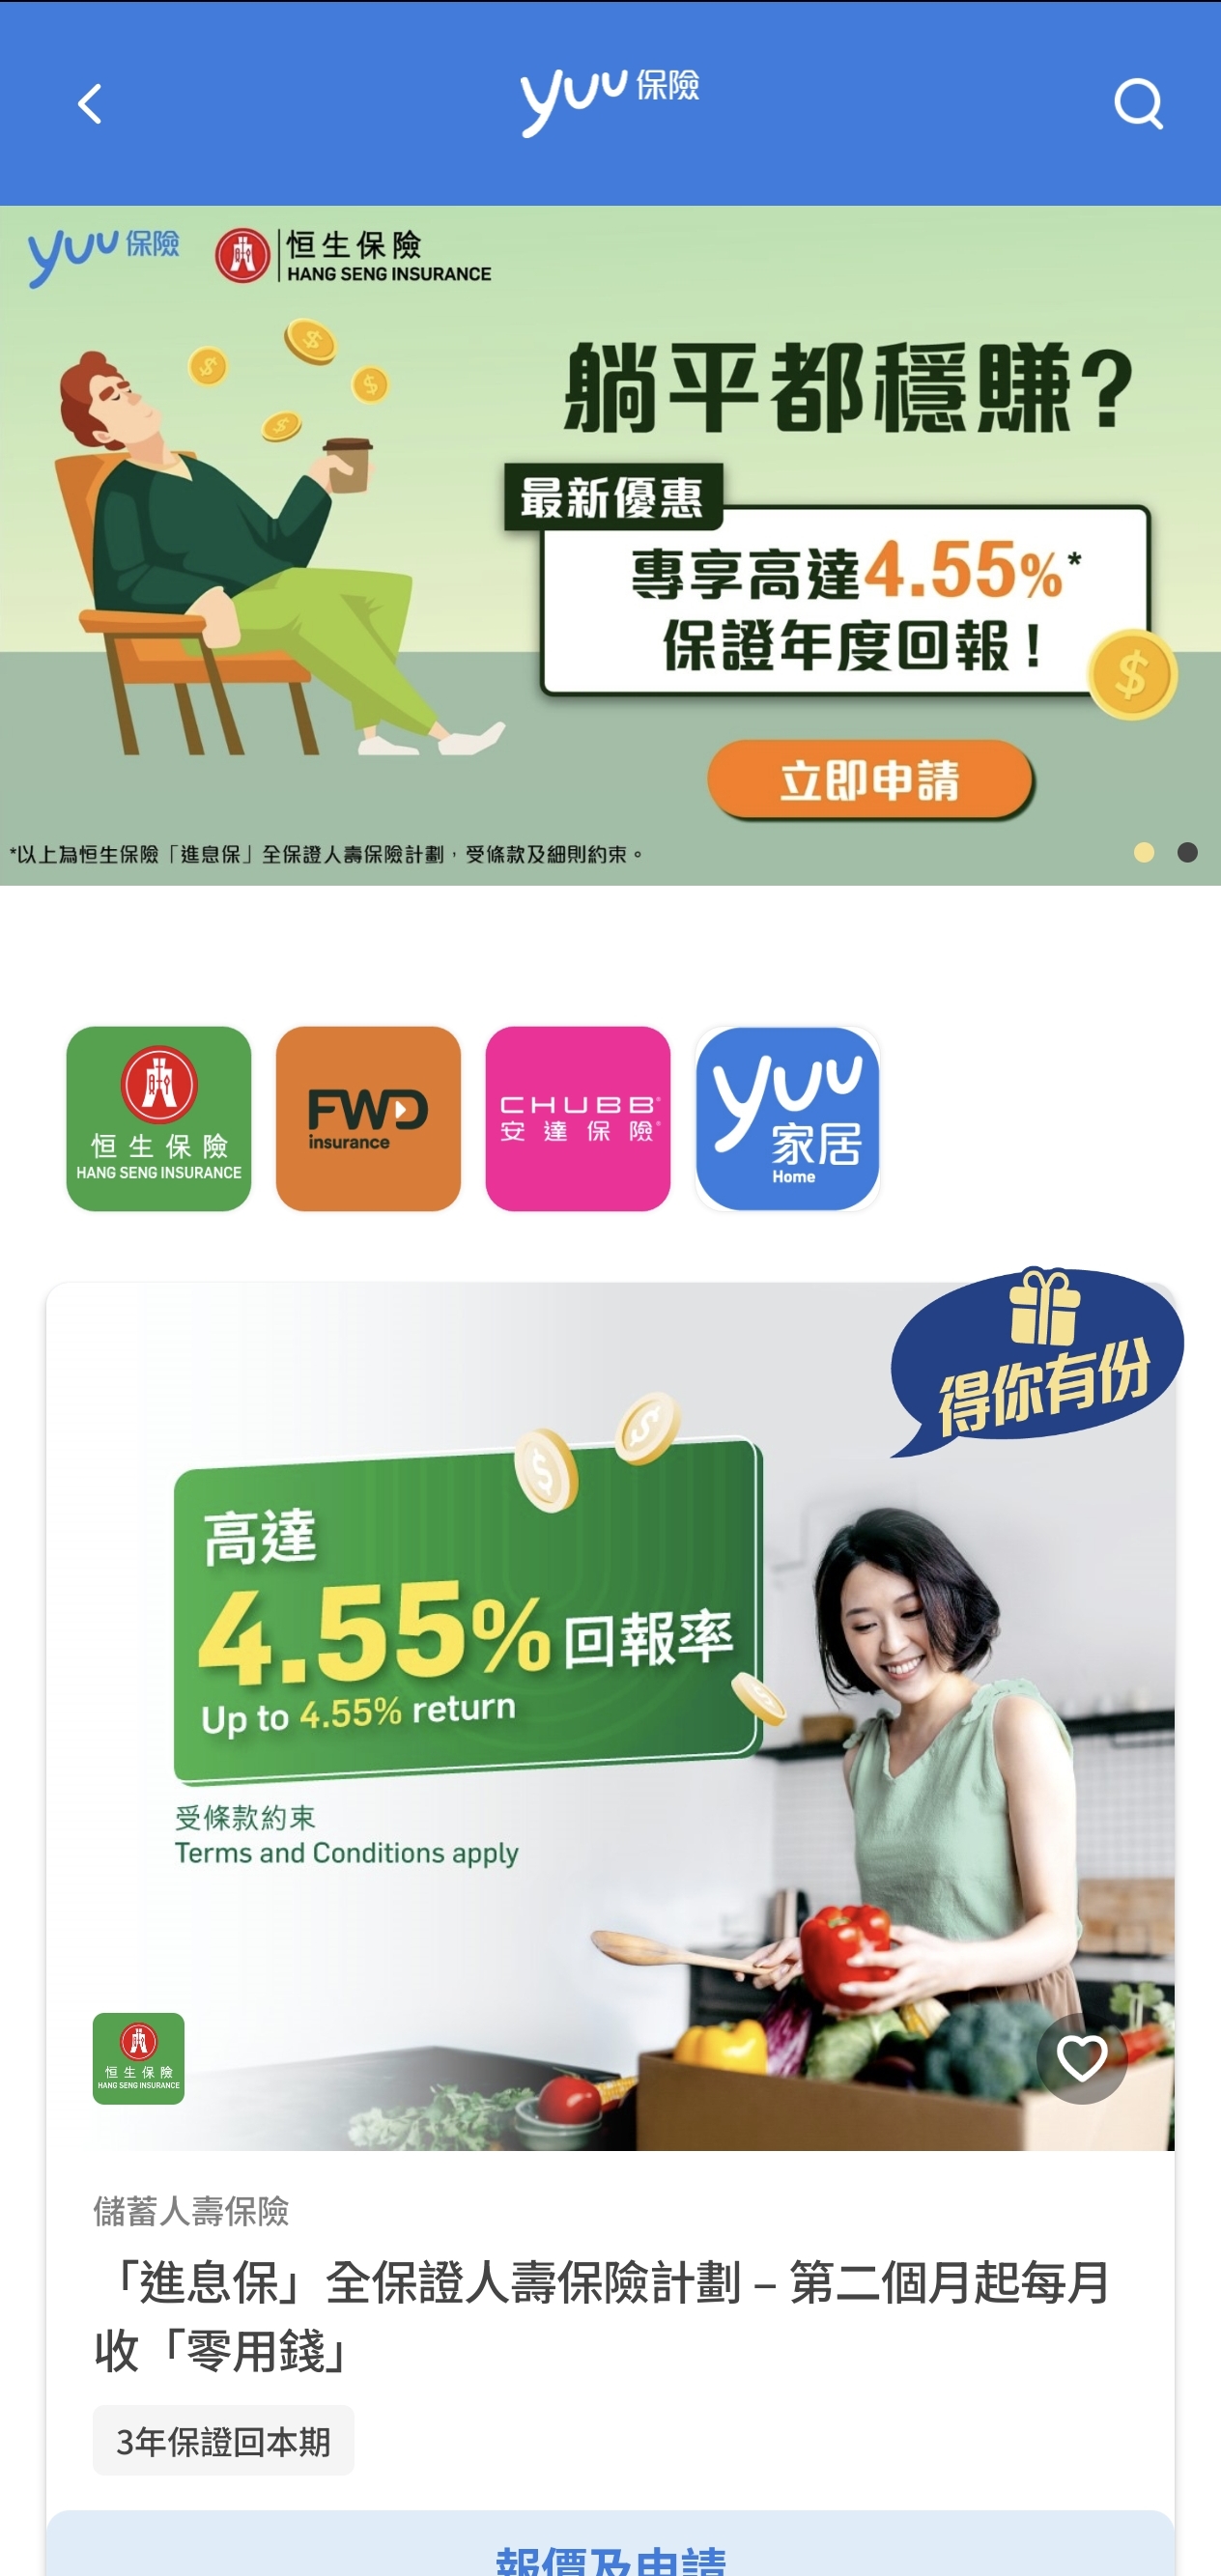 yuu 保險
yuu 保險
恒生保險
HANG SENG INSURANCE
躺平都穩賺?
最新優惠
專享高達4.55%*
保證年度回報！
立即申請
*以上為恒生保險「進息保」全保證人壽保險計劃，受條款及細則約束。
恒生保險
HANG SENG INSURANCE
FWD
insurance
CHUBB®
安達保險®
yuu
家居
Home
得你有份
高達
4.55%回報率
Up to 4.55% return
受條款約束
Terms and Conditions apply
恒生保險
HANG SENG INSURANCE
儲蓄人壽保險
「進息保」全保證人壽保險計劃 – 第二個月起每月
收「零用錢」
3年保證回本期
報價及申請